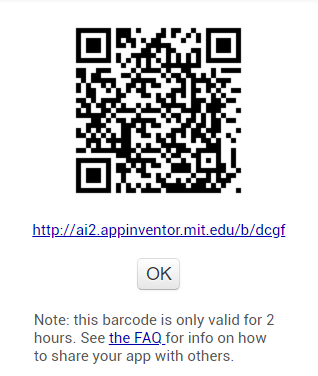 http://ai2.appinventor.mit.edu/b/dcgf
OK
Note: this barcode is only valid for 2
hours. See the FAQ for info on how
to share your app with others.